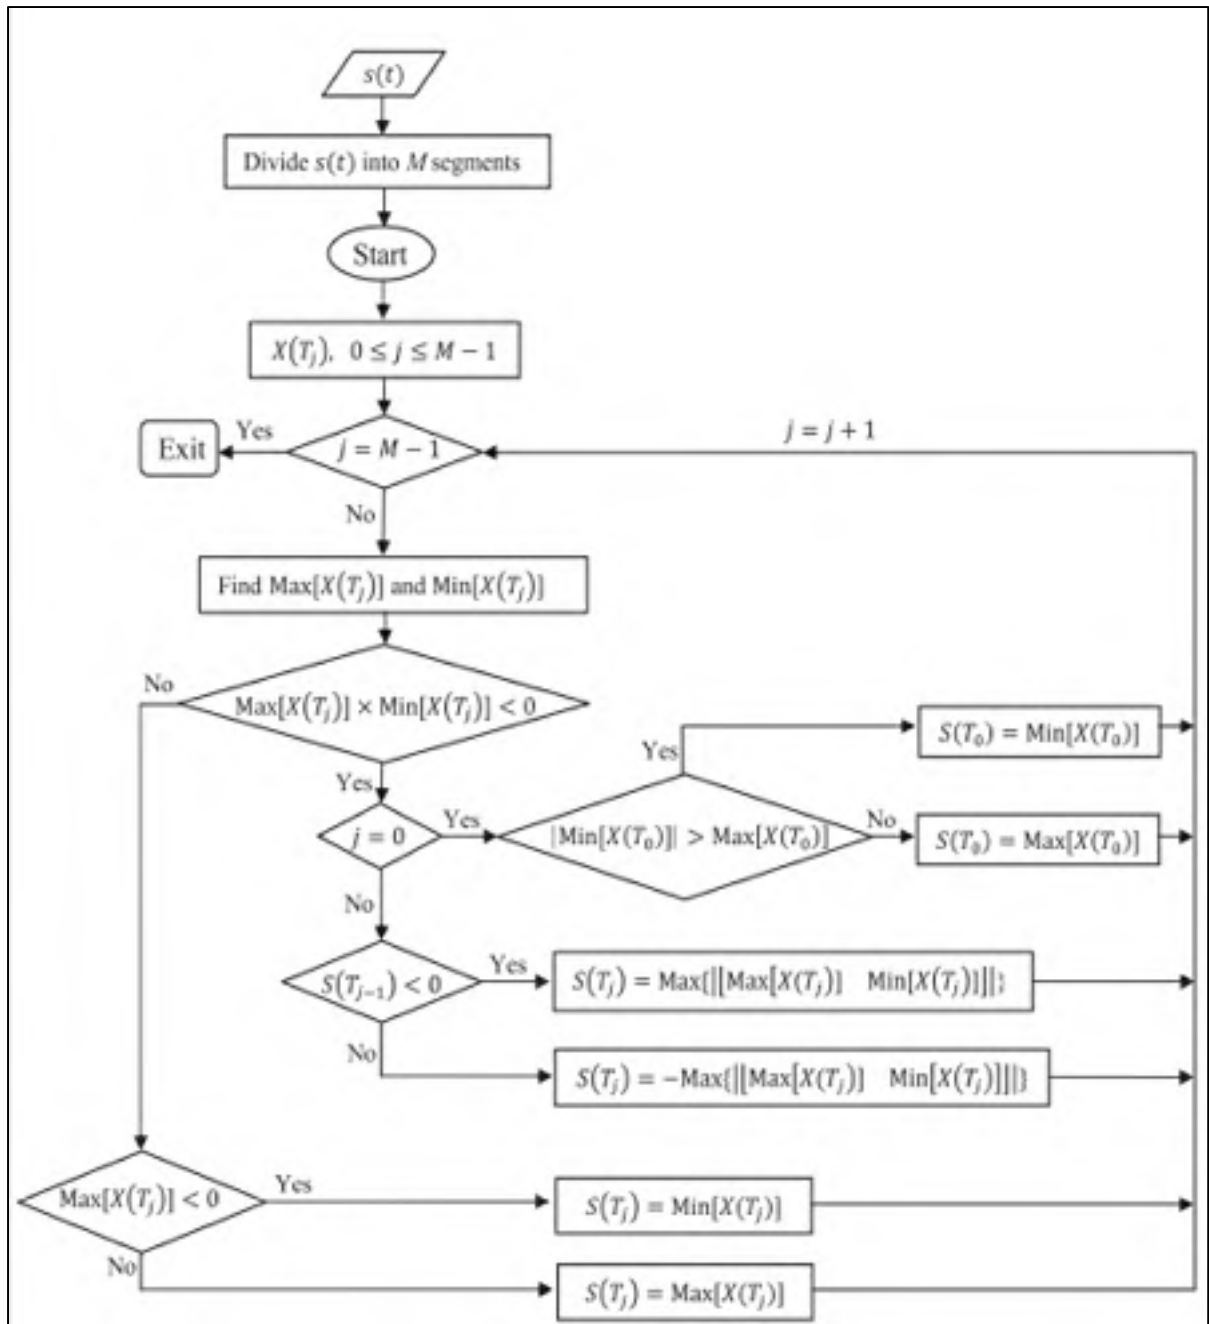 s(t)
Divide s(t) into M segments
Start
X(T_j), 0 ≤ j ≤ M − 1
j = j + 1
Exit
Yes
j = M − 1
No
Find Max[X(T_j)] and Min[X(T_j)]
No
Max[X(T_j)] × Min[X(T_j)] < 0
Yes
S(T_0) = Min[X(T_0)]
Yes
j = 0
Yes
|Min[X(T_0)]| > Max[X(T_0)]
No
S(T_0) = Max[X(T_0)]
No
S(T_{j−1}) < 0
Yes
S(T_j) = Max{|[Max[X(T_j)] Min[X(T_j)]]|}
No
S(T_j) = −Max{|[Max[X(T_j)] Min[X(T_j)]]|}
Max[X(T_j)] < 0
Yes
S(T_j) = Min[X(T_j)]
No
S(T_j) = Max[X(T_j)]